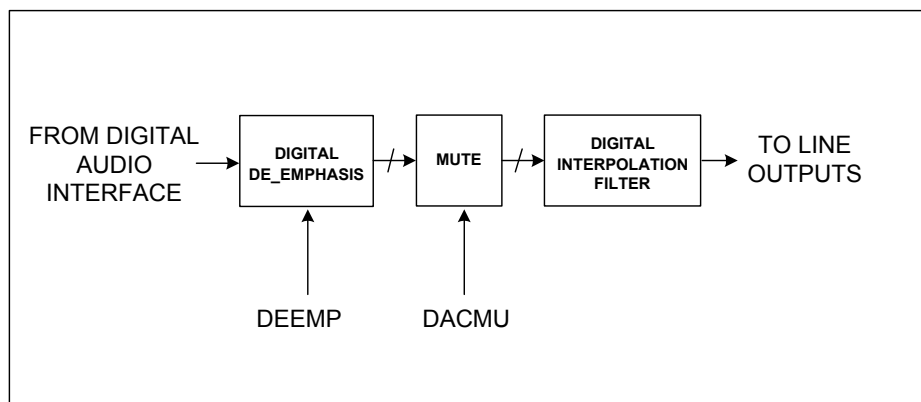 FROM DIGITAL
AUDIO
INTERFACE
DIGITAL
DE_EMPHASIS
MUTE
DIGITAL
INTERPOLATION
FILTER
TO LINE
OUTPUTS
DEEMP
DACMU